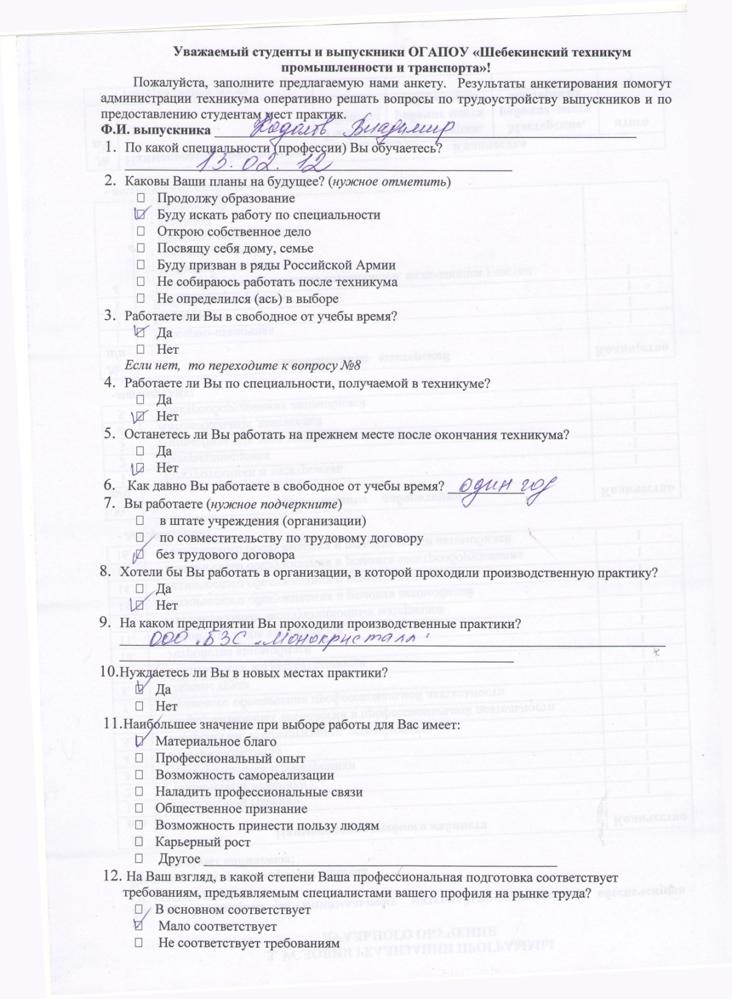 Уважаемый студенты и выпускники ОГАПОУ «Шебекинский техникум
промышленности и транспорта»!
Пожалуйста, заполните предлагаемую нами анкету. Результаты анкетирования помогут
администрации техникума оперативно решать вопросы по трудоустройству выпускников и по
предоставлению студентам мест практик.
Ф.И. выпускника Владимир
1. По какой специальности (профессии) Вы обучаетесь?
13.02.12
2. Каковы Ваши планы на будущее? (нужное отметить)
Продолжу образование
Буду искать работу по специальности
Открою собственное дело
Посвящу себя дому, семье
Буду призван в ряды Российской Армии
Не собираюсь работать после техникума
Не определился (ась) в выборе
3. Работаете ли Вы в свободное от учебы время?
Да
Нет
Если нет, то переходите к вопросу №8
4. Работаете ли Вы по специальности, получаемой в техникуме?
Да
Нет
5. Останетесь ли Вы работать на прежнем месте после окончания техникума?
Да
Нет
6. Как давно Вы работаете в свободное от учебы время? один год
7. Вы работаете (нужное подчеркните)
в штате учреждения (организации)
по совместительству по трудовому договору
без трудового договора
8. Хотели бы Вы работать в организации, в которой проходили производственную практику?
Да
Нет
9. На каком предприятии Вы проходили производственные практики?
ООО "БЗС "Монокристалл"
10.Нуждаетесь ли Вы в новых местах практики?
Да
Нет
11.Наибольшее значение при выборе работы для Вас имеет:
Материальное благо
Профессиональный опыт
Возможность самореализации
Наладить профессиональные связи
Общественное признание
Возможность принести пользу людям
Карьерный рост
Другое
12. На Ваш взгляд, в какой степени Ваша профессиональная подготовка соответствует
требованиям, предъявляемым специалистами вашего профиля на рынке труда?
В основном соответствует
Мало соответствует
Не соответствует требованиям